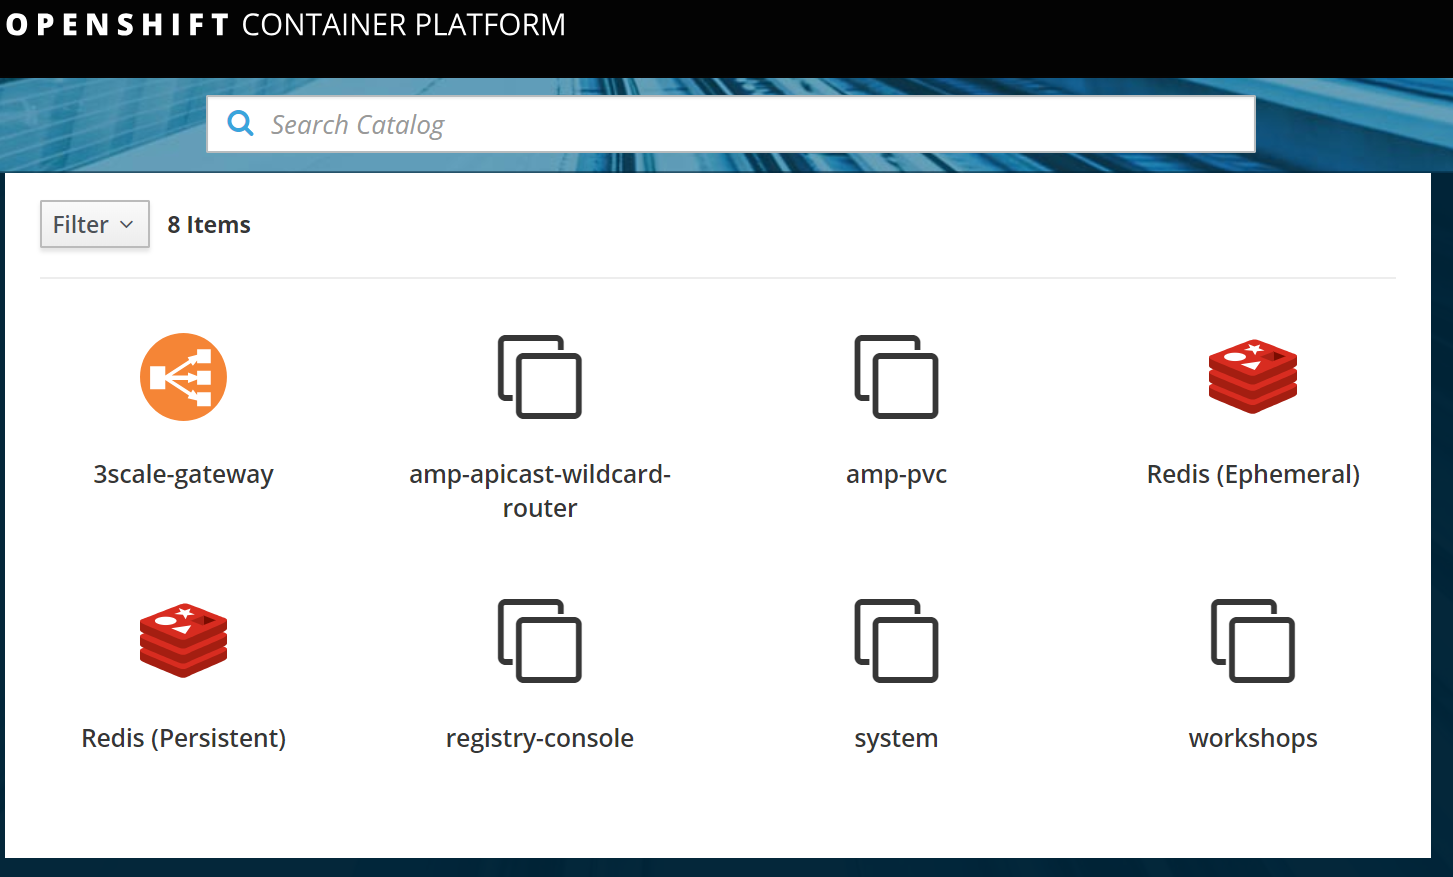 OPENSHIFT CONTAINER PLATFORM
Search Catalog
Filter
8 Items
3scale-gateway
amp-apicast-wildcard-
router
amp-pvc
Redis (Ephemeral)
Redis (Persistent)
registry-console
system
workshops